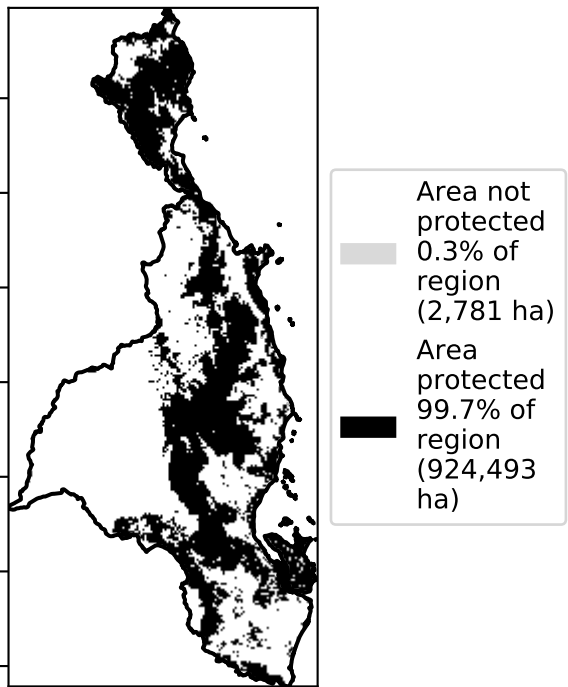 Area not
protected
0.3% of
region
(2,781 ha)
Area
protected
99.7% of
region
(924,493
ha)